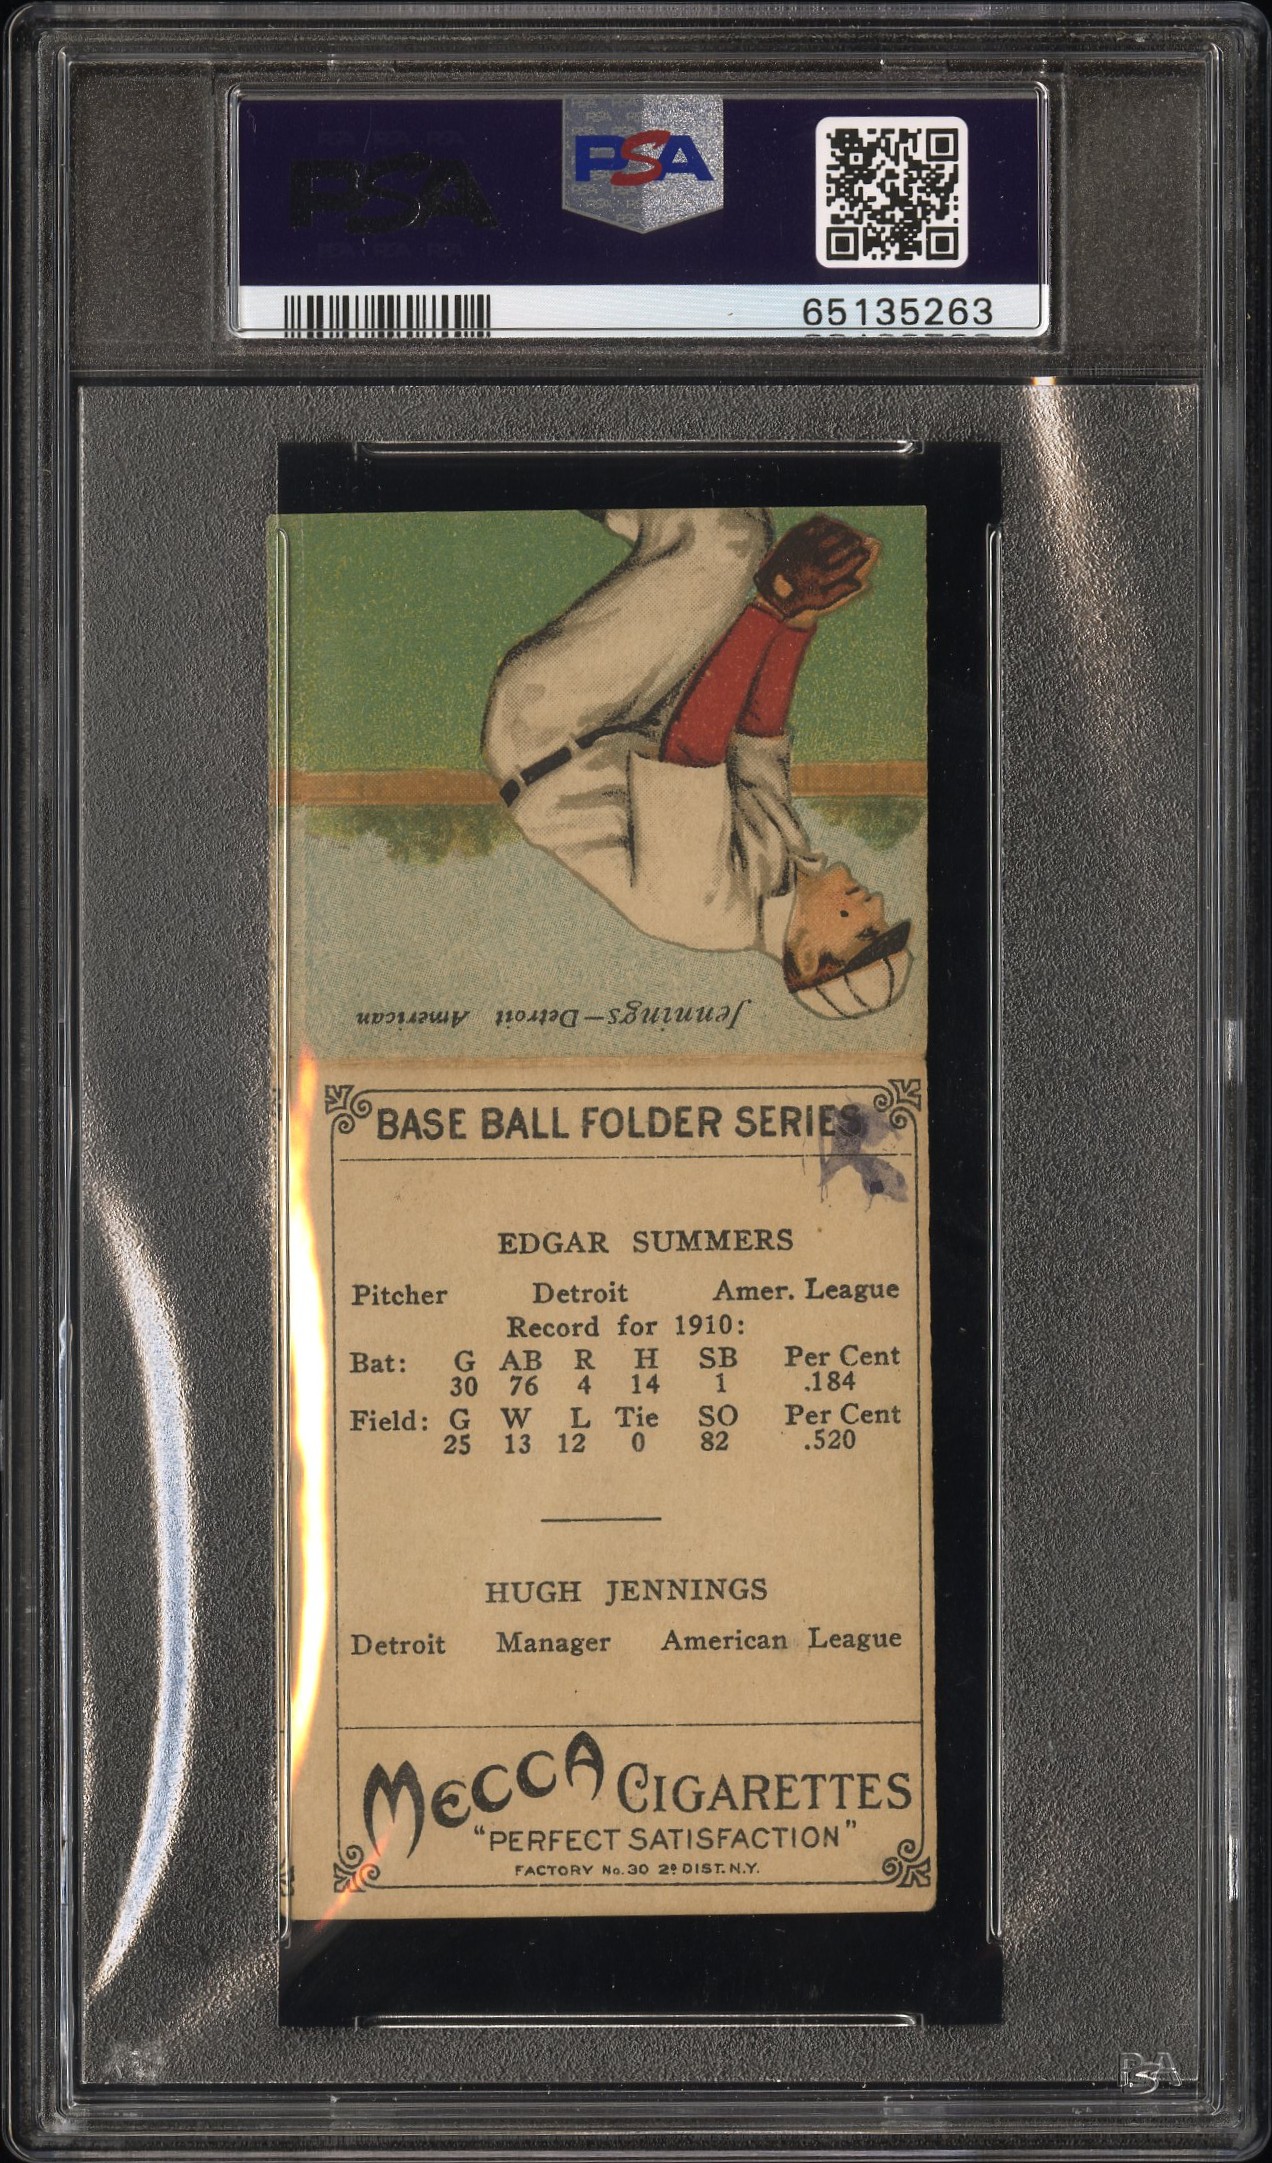 PSA
PSA
65135263
Jennings—Detroit American
BASE BALL FOLDER SERIES
EDGAR SUMMERS
Pitcher Detroit Amer. League
Record for 1910:
Bat: G AB R H SB Per Cent
30 76 4 14 1 .184
Field: G W L Tie SO Per Cent
25 13 12 0 82 .520
HUGH JENNINGS
Detroit Manager American League
MECCA CIGARETTES
"PERFECT SATISFACTION"
FACTORY No. 30 2D DIST. N.Y.
PSA